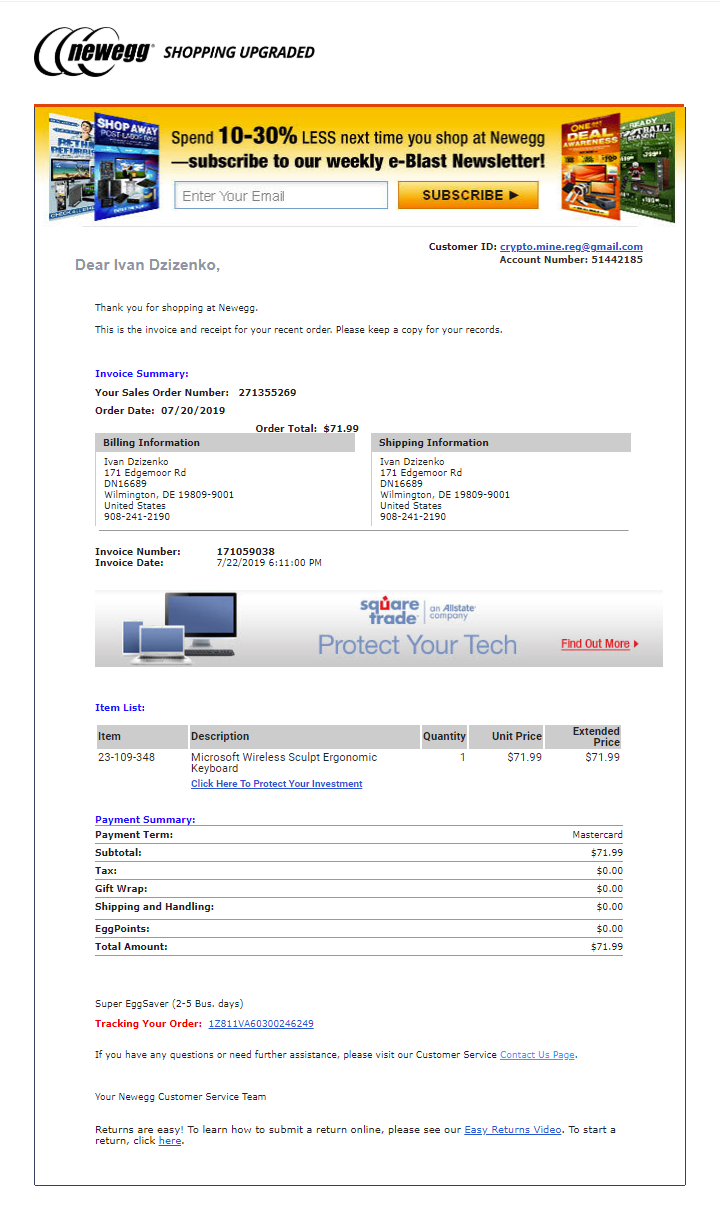 newegg SHOPPING UPGRADED
SHOP AWAY
POST LABOR DAY
Spend 10-30% LESS next time you shop at Newegg
—subscribe to our weekly e-Blast Newsletter!
Enter Your Email
SUBSCRIBE ►
ONE
DEAL
AWARENESS
READY
SEASON
Customer ID: crypto.mine.reg@gmail.com
Account Number: 51442185
Dear Ivan Dzizenko,
Thank you for shopping at Newegg.
This is the invoice and receipt for your recent order. Please keep a copy for your records.
Invoice Summary:
Your Sales Order Number: 271355269
Order Date: 07/20/2019
Order Total: $71.99
Billing Information
Ivan Dzizenko
171 Edgemoor Rd
DN16689
Wilmington, DE 19809-9001
United States
908-241-2190
Shipping Information
Ivan Dzizenko
171 Edgemoor Rd
DN16689
Wilmington, DE 19809-9001
United States
908-241-2190
Invoice Number: 171059038
Invoice Date: 7/22/2019 6:11:00 PM
square
trade
an Allstate
company
Protect Your Tech
Find Out More
Item List:
Item Description Quantity Unit Price Extended Price
23-109-348 Microsoft Wireless Sculpt Ergonomic 1 $71.99 $71.99
Keyboard
Click Here To Protect Your Investment
Payment Summary:
Payment Term: Mastercard
Subtotal: $71.99
Tax: $0.00
Gift Wrap: $0.00
Shipping and Handling: $0.00
EggPoints: $0.00
Total Amount: $71.99
Super EggSaver (2-5 Bus. days)
Tracking Your Order: 1Z811VA60300246249
If you have any questions or need further assistance, please visit our Customer Service Contact Us Page.
Your Newegg Customer Service Team
Returns are easy! To learn how to submit a return online, please see our Easy Returns Video. To start a
return, click here.